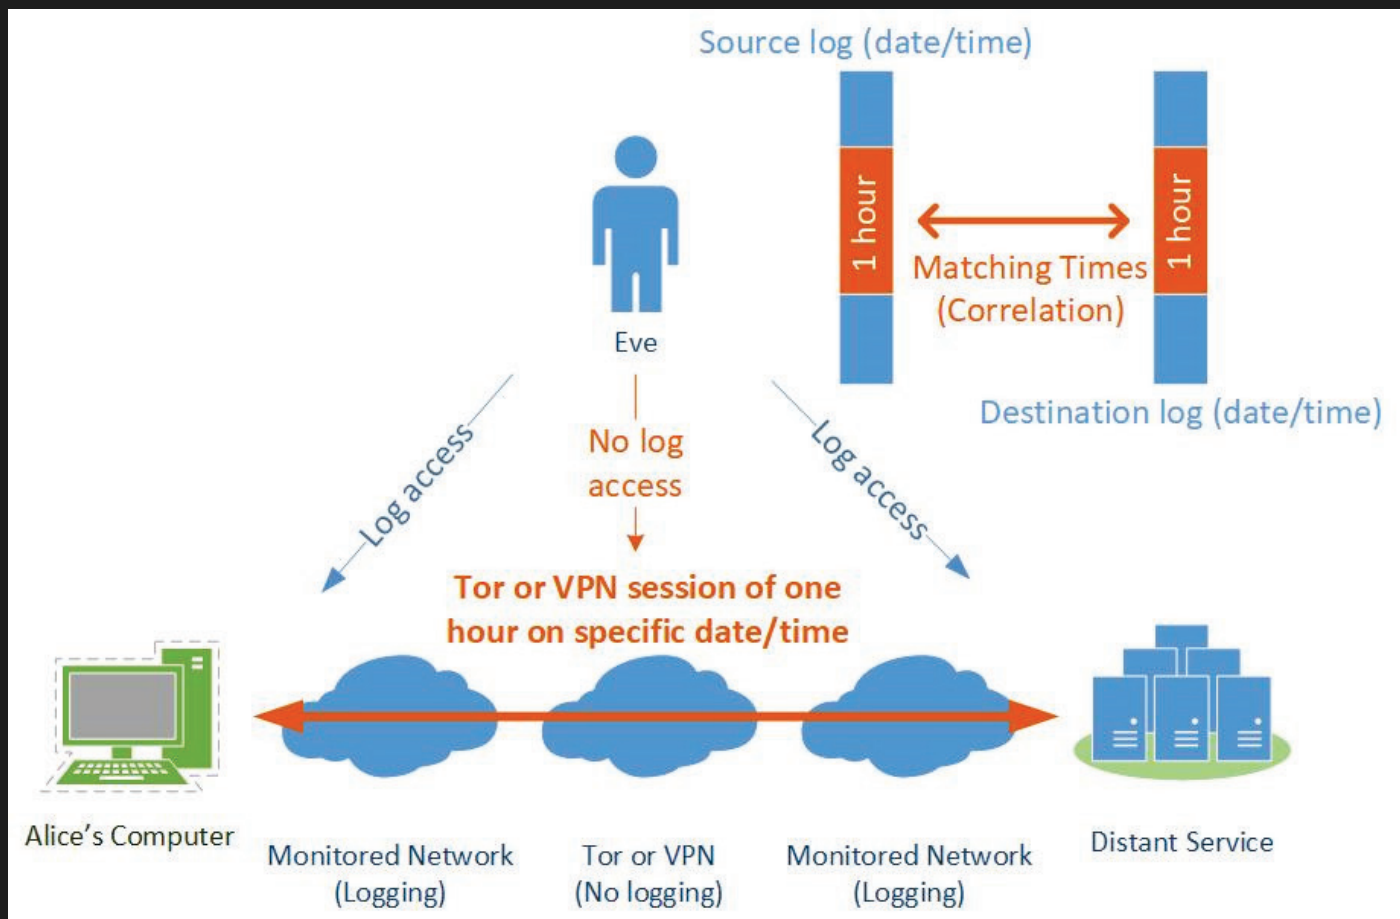 Source log (date/time)
1 hour
1 hour
Matching Times
(Correlation)
Destination log (date/time)
Eve
Log access
No log
access
Log access
Tor or VPN session of one
hour on specific date/time
Alice's Computer
Monitored Network
(Logging)
Tor or VPN
(No logging)
Monitored Network
(Logging)
Distant Service